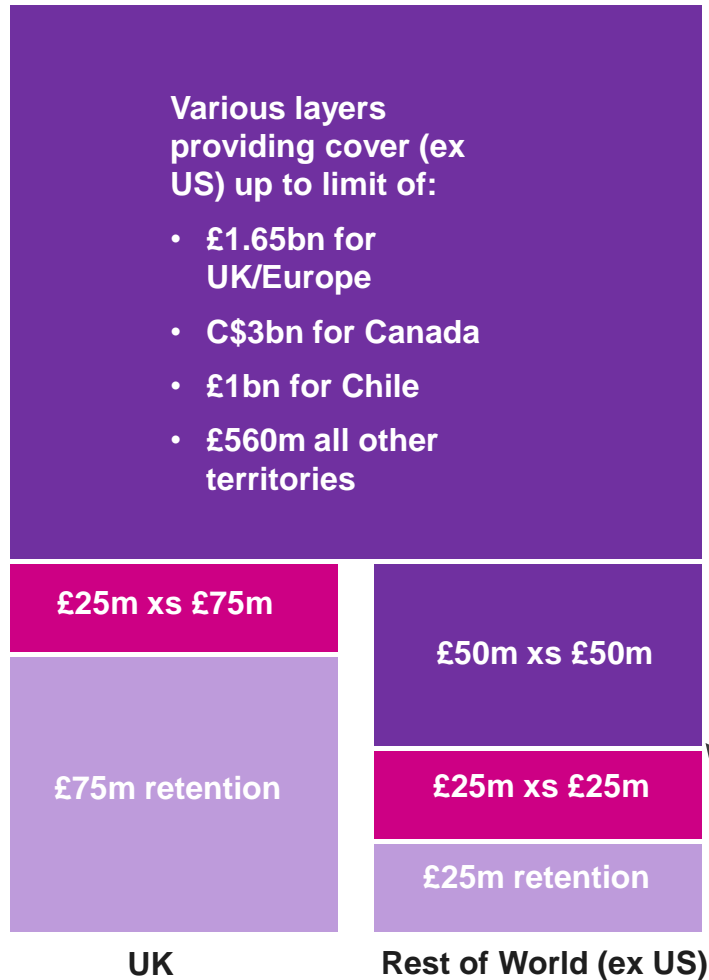 Various layers
providing cover (ex
US) up to limit of:
• £1.65bn for
UK/Europe
• C$3bn for Canada
• £1bn for Chile
• £560m all other
territories
£25m xs £75m
£75m retention
£50m xs £50m
£25m xs £25m
£25m retention
UK
Rest of World (ex US)